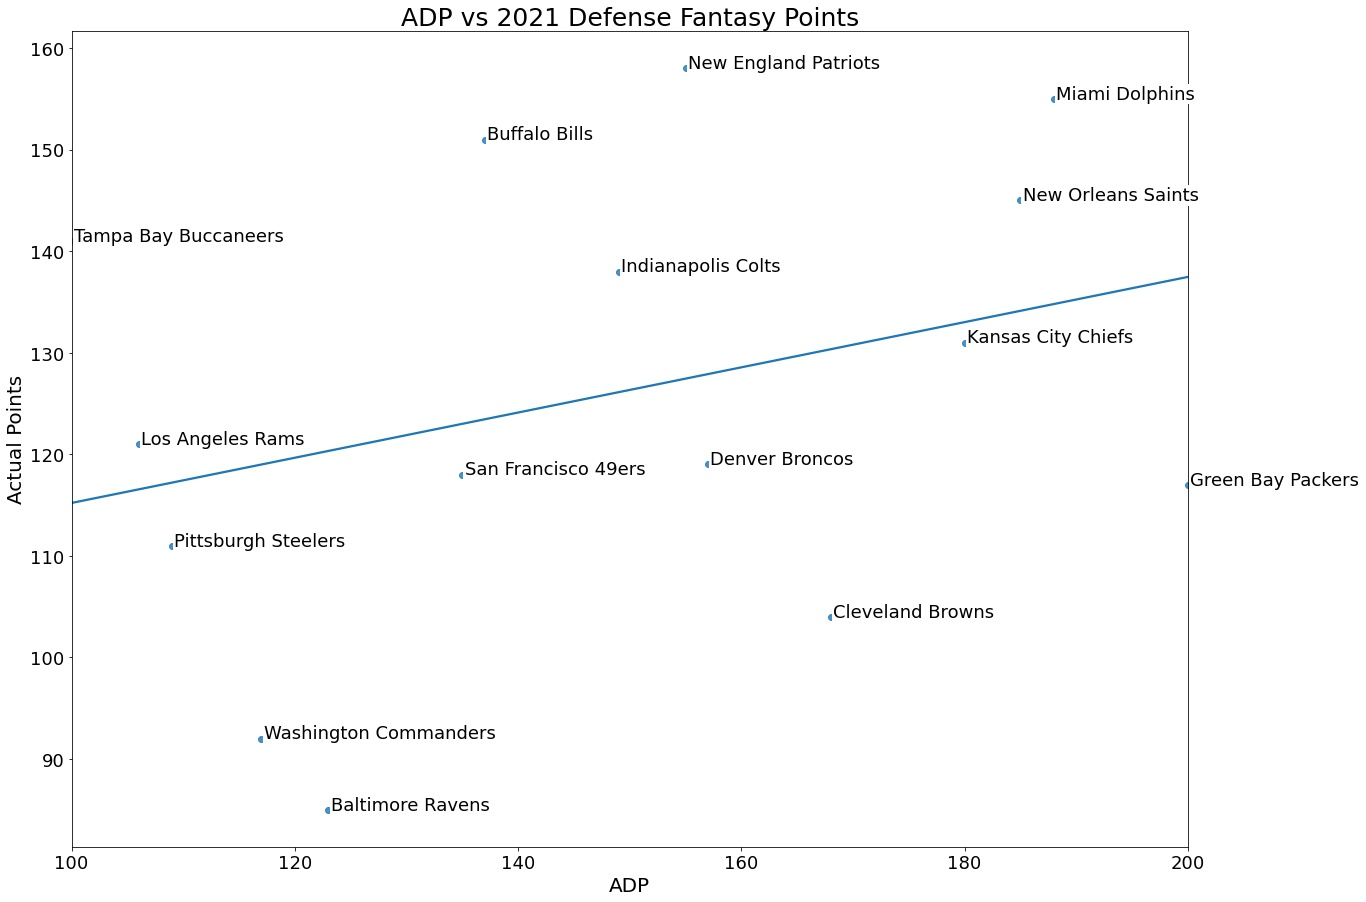 ADP vs 2021 Defense Fantasy Points
160
New England Patriots
Miami Dolphins
Buffalo Bills
150
New Orleans Saints
Tampa Bay Buccaneers
140
Indianapolis Colts
Kansas City Chiefs
130
Actual Points
Los Angeles Rams
120
San Francisco 49ers
Denver Broncos
Green Bay Packers
Pittsburgh Steelers
110
Cleveland Browns
100
Washington Commanders
90
Baltimore Ravens
100 120 140 160 180 200
ADP